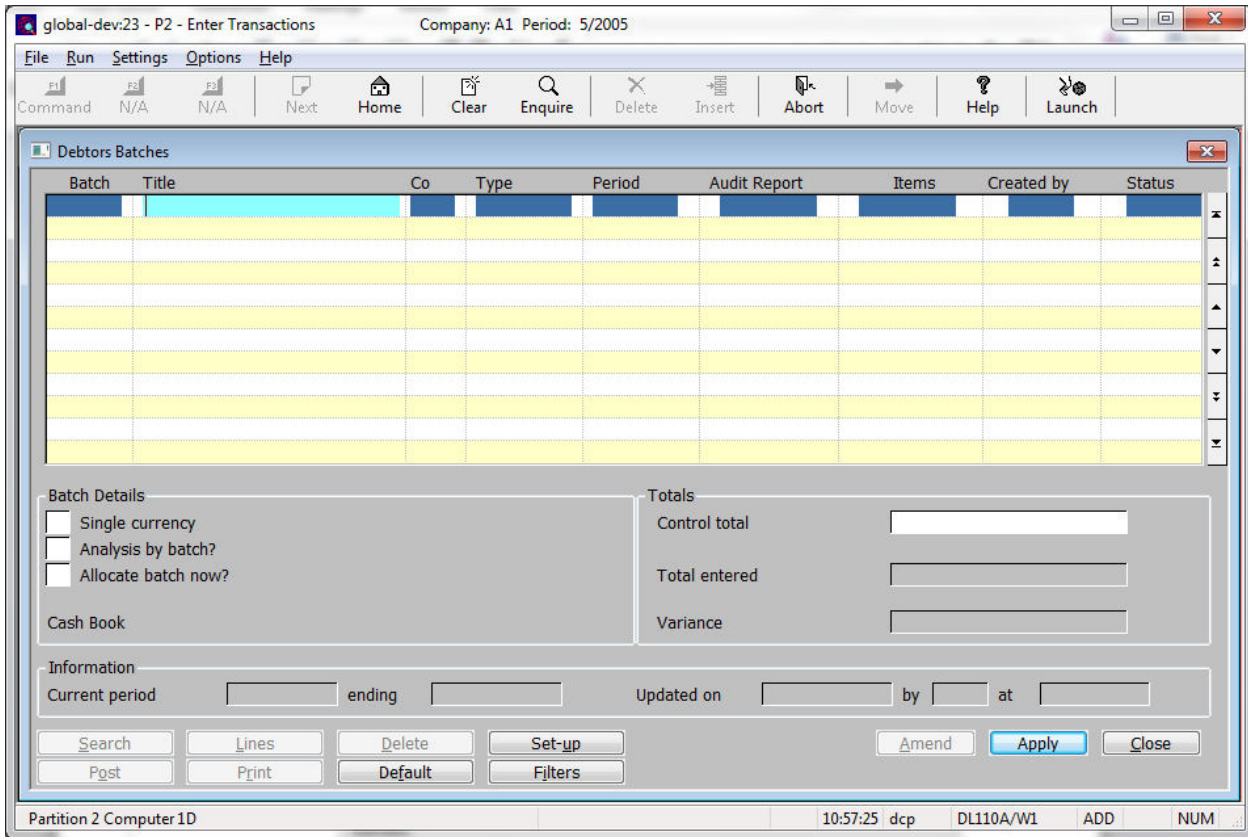 global-dev:23 - P2 - Enter Transactions Company: A1 Period: 5/2005
File Run Settings Options Help
F1 F2 F3
Command N/A N/A Next Home Clear Enquire Delete Insert Abort Move Help Launch
Debtors Batches
Batch Title Co Type Period Audit Report Items Created by Status
Batch Details Totals
Single currency Control total
Analysis by batch?
Allocate batch now? Total entered
Cash Book Variance
Information
Current period ending Updated on by at
Search Lines Delete Set-up Amend Apply Close
Post Print Default Filters
Partition 2 Computer 1D 10:57:25 dcp DL110A/W1 ADD NUM